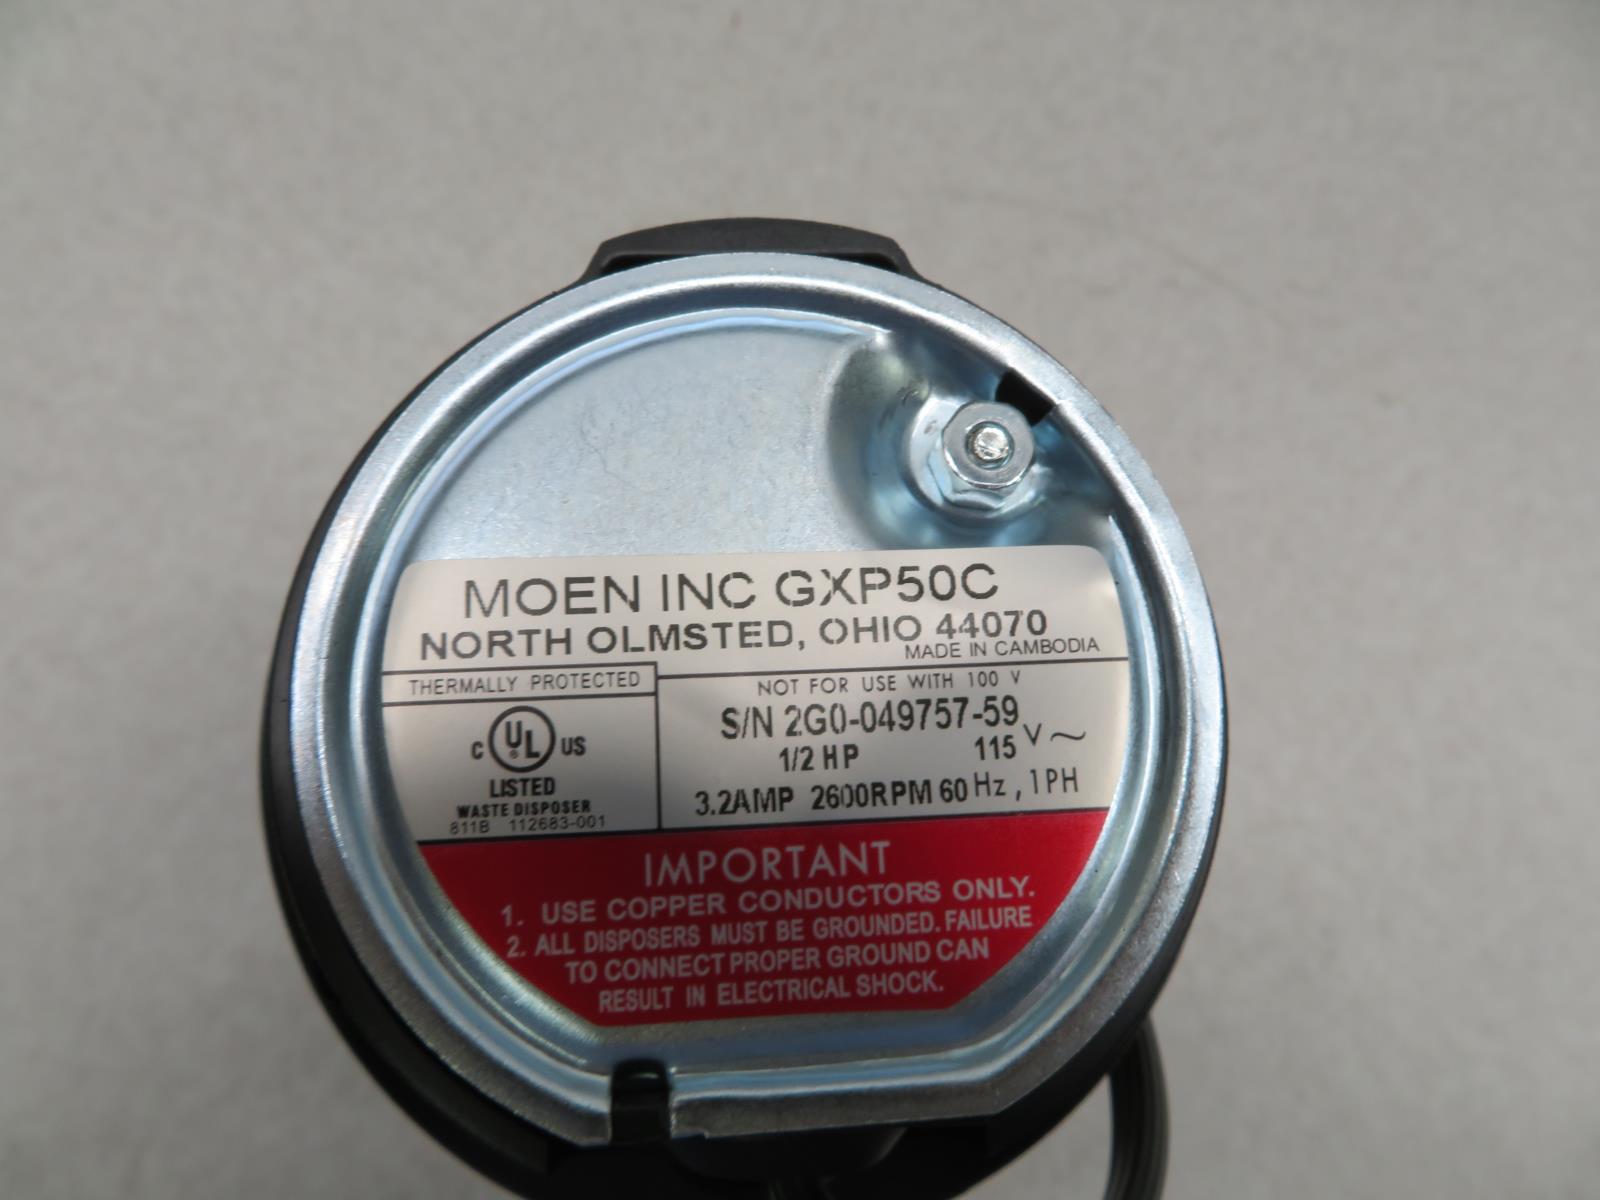 MOEN INC GXP50C
NORTH OLMSTED, OHIO 44070
MADE IN CAMBODIA
THERMALLY PROTECTED
C UL ® US
LISTED
WASTE DISPOSER
811B 112683-001
NOT FOR USE WITH 100 V
S/N 2G0-049757-59
1/2 HP 115 V ~
3.2AMP 2600RPM 60 Hz, 1PH
IMPORTANT
1. USE COPPER CONDUCTORS ONLY.
2. ALL DISPOSERS MUST BE GROUNDED. FAILURE
TO CONNECT PROPER GROUND CAN
RESULT IN ELECTRICAL SHOCK.